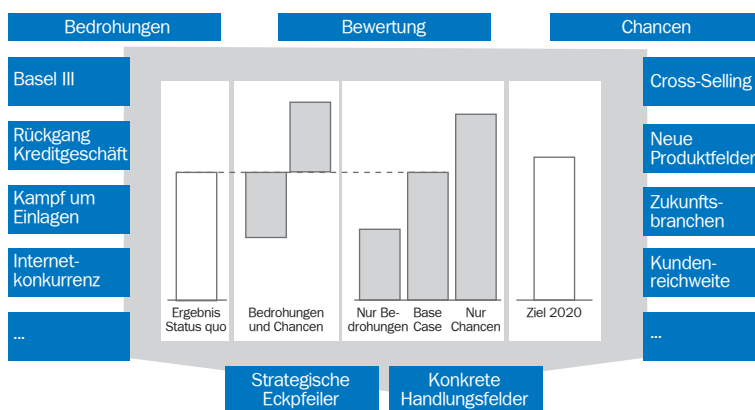 Bedrohungen
Bewertung
Chancen
Basel III
Rückgang
Kreditgeschäft
Kampf um
Einlagen
Internet-
konkurrenz
...
Ergebnis
Status quo
Bedrohungen
und Chancen
Nur Be-
drohungen
Base
Case
Nur
Chancen
Ziel 2020
Cross-Selling
Neue
Produktfelder
Zukunfts-
branchen
Kunden-
reichweite
...
Strategische
Eckpfeiler
Konkrete
Handlungsfelder